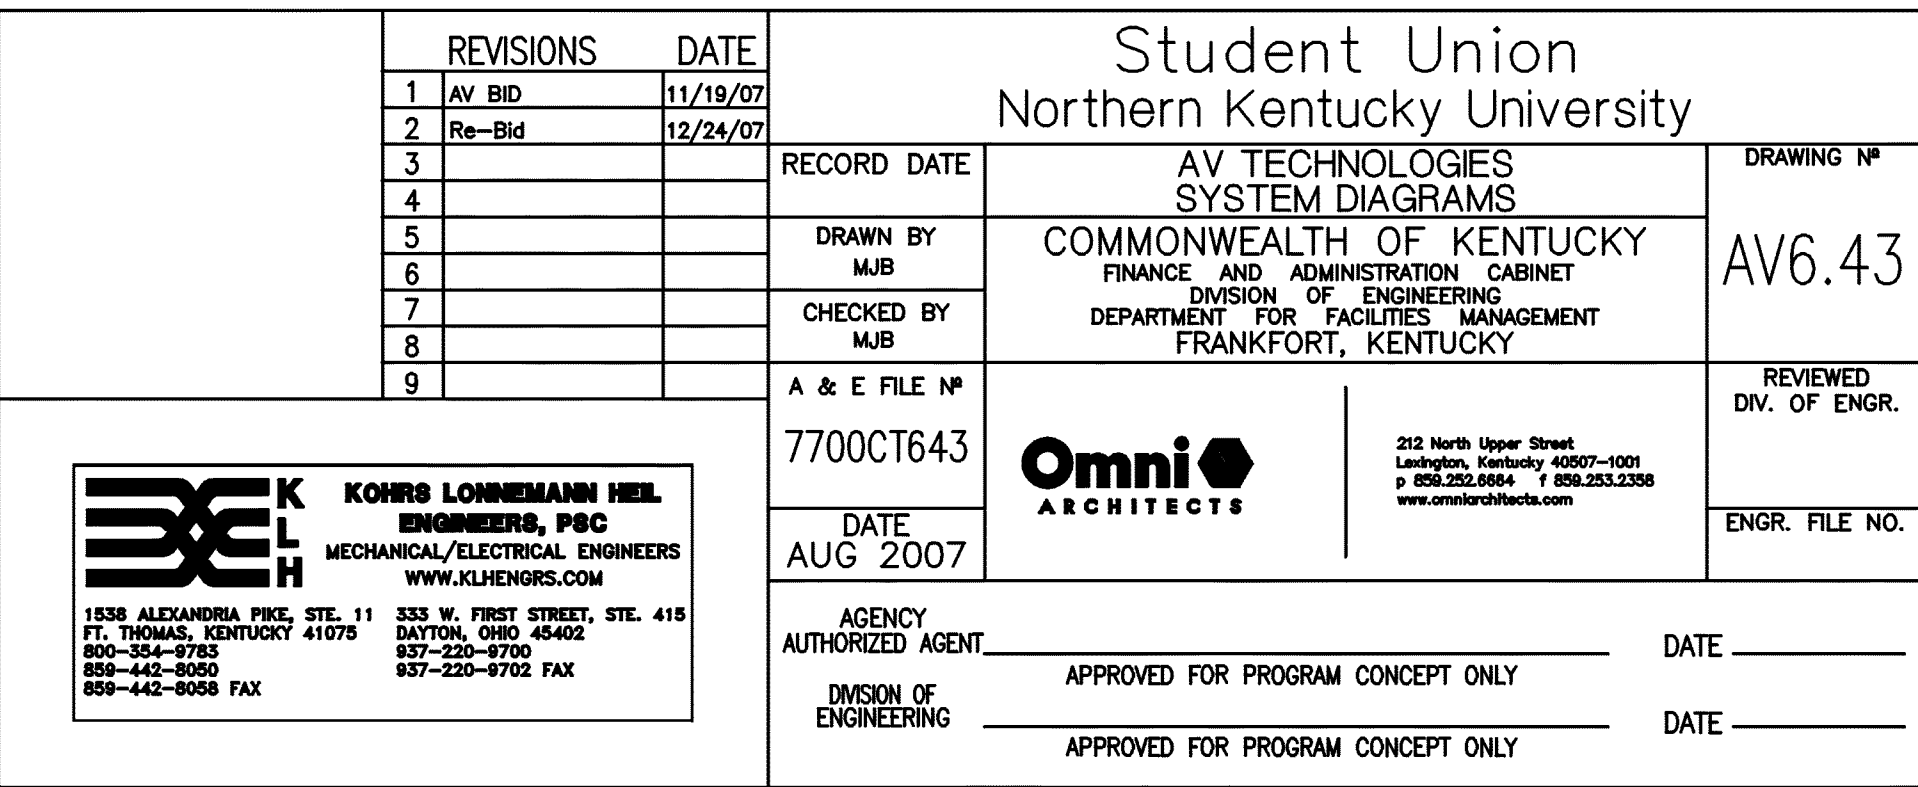 REVISIONS DATE
1 AV BID 11/19/07
2 Re-Bid 12/24/07
3
4
5
6
7
8
9
Student Union
Northern Kentucky University
RECORD DATE
AV TECHNOLOGIES
SYSTEM DIAGRAMS
DRAWING Nº
AV6.43
DRAWN BY
MJB
CHECKED BY
MJB
COMMONWEALTH OF KENTUCKY
FINANCE AND ADMINISTRATION CABINET
DIVISION OF ENGINEERING
DEPARTMENT FOR FACILITIES MANAGEMENT
FRANKFORT, KENTUCKY
A & E FILE Nº
7700CT643
DATE
AUG 2007
Omni
ARCHITECTS
212 North Upper Street
Lexington, Kentucky 40507-1001
p 859.252.6664 f 859.253.2358
www.omniarchitects.com
REVIEWED
DIV. OF ENGR.
ENGR. FILE NO.
KLH
KOHRS LONNEMANN HEIL
ENGINEERS, PSC
MECHANICAL/ELECTRICAL ENGINEERS
WWW.KLHENGRS.COM
1538 ALEXANDRIA PIKE, STE. 11
FT. THOMAS, KENTUCKY 41075
800-354-9783
859-442-8050
859-442-8058 FAX
333 W. FIRST STREET, STE. 415
DAYTON, OHIO 45402
937-220-9700
937-220-9702 FAX
AGENCY
AUTHORIZED AGENT DATE
APPROVED FOR PROGRAM CONCEPT ONLY
DIVISION OF
ENGINEERING DATE
APPROVED FOR PROGRAM CONCEPT ONLY